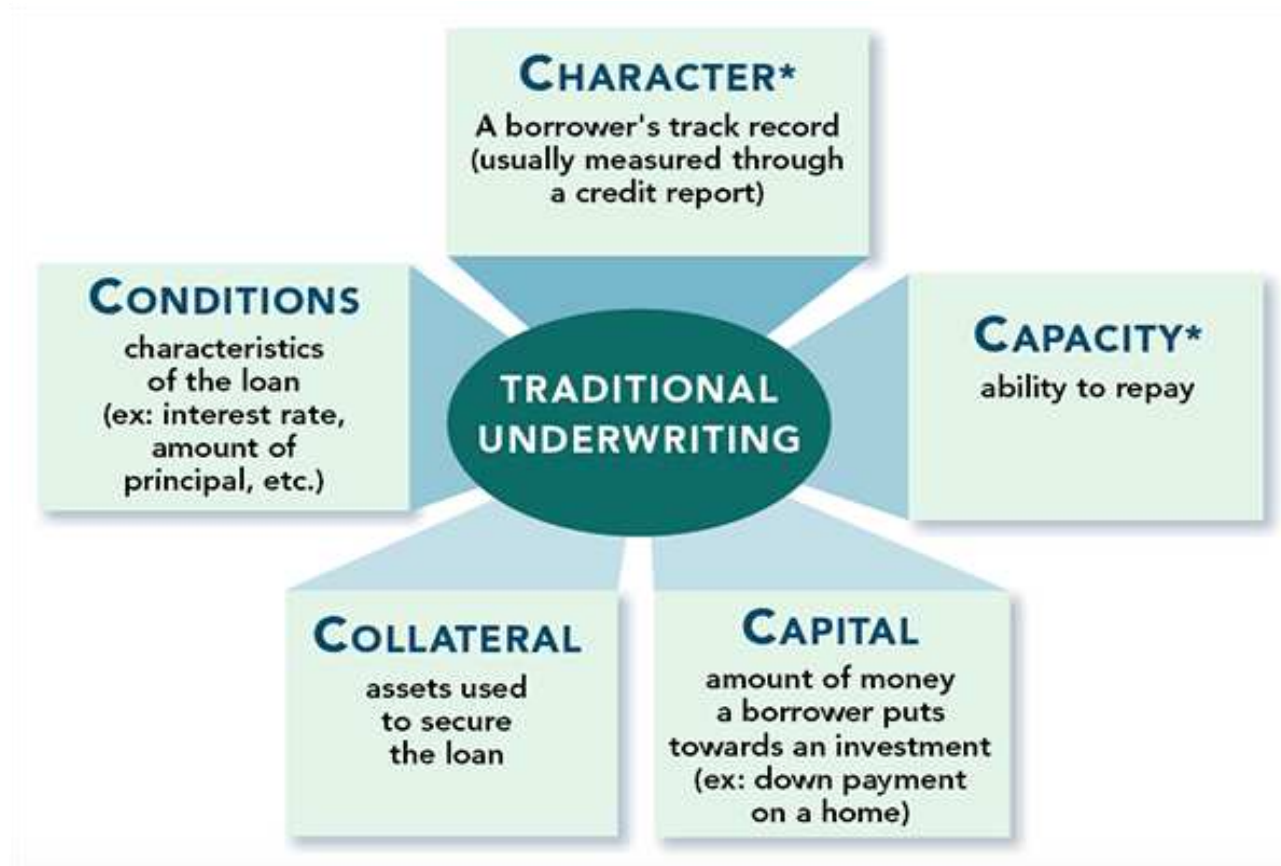 CHARACTER*
A borrower's track record
(usually measured through
a credit report)
CONDITIONS
characteristics
of the loan
(ex: interest rate,
amount of
principal, etc.)
TRADITIONAL
UNDERWRITING
CAPACITY*
ability to repay
COLLATERAL
assets used
to secure
the loan
CAPITAL
amount of money
a borrower puts
towards an investment
(ex: down payment
on a home)